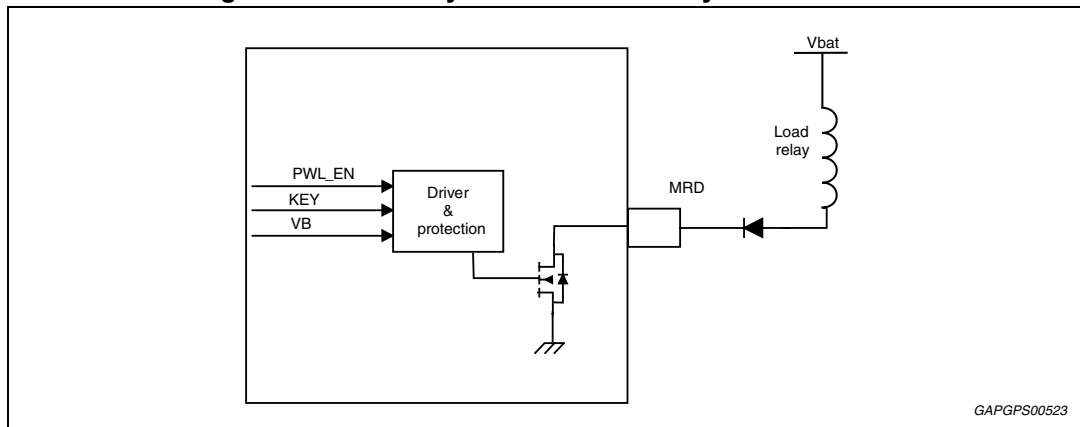 Vbat
Load
relay
PWL_EN
KEY
VB
Driver
&
protection
MRD
GAPGPS00523